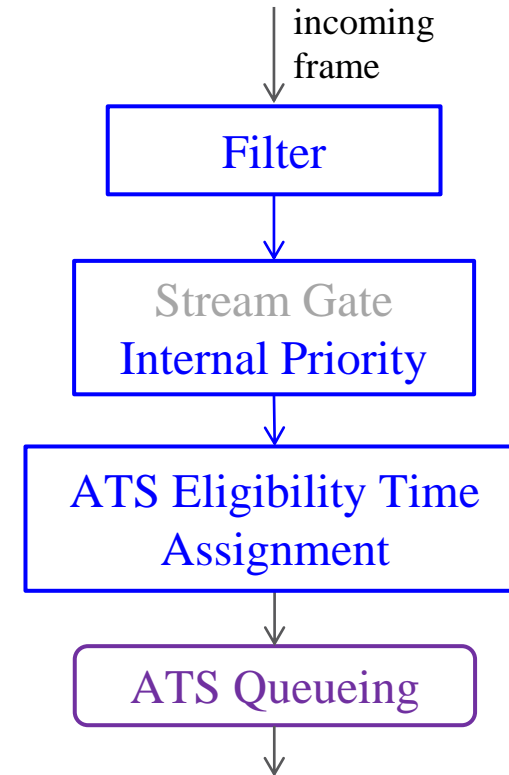 incoming
frame
Filter
Stream Gate
Internal Priority
ATS Eligibility Time
Assignment
ATS Queueing